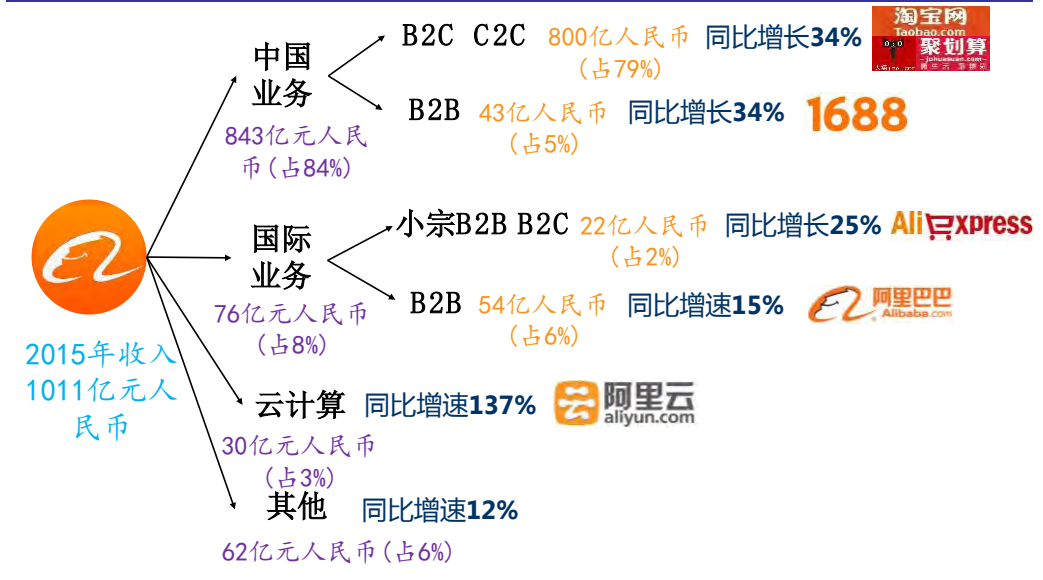 中国
业务
843亿元人民
币(占84%)
B2C C2C 800亿人民币 同比增长34%
(占79%)
淘宝网
Taobao.com
聚划算
B2B 43亿人民币 同比增长34% 1688
(占5%)
国际
业务
76亿元人民币
(占8%)
小宗B2B B2C 22亿人民币 同比增长25% AliExpress
(占2%)
B2B 54亿人民币 同比增速15% 阿里巴巴
Alibaba.com
(占6%)
2015年收入
1011亿元人
民币
云计算 同比增速137% 阿里云
aliyun.com
30亿元人民币
(占3%)
其他 同比增速12%
62亿元人民币(占6%)